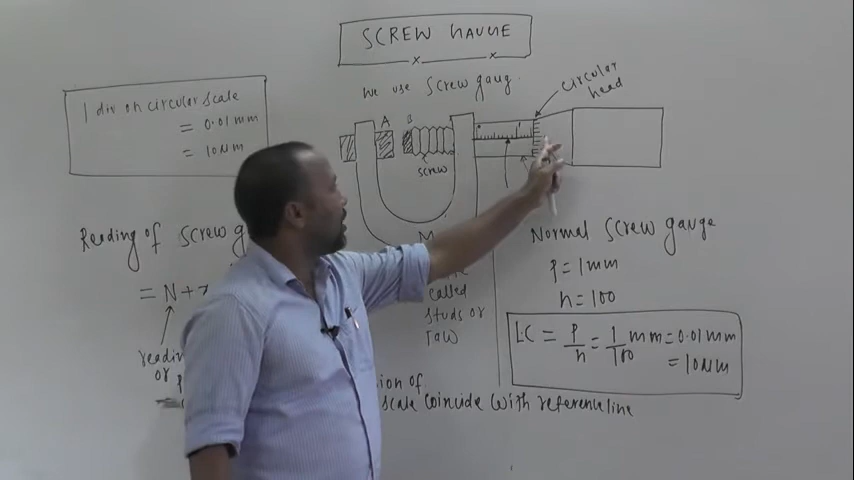 SCREW GAUGE
We use screw gaug.
circular
head
1 div on circular scale
= 0.01 mm
= 10 μm
A
B
screw
Reading of screw g
= N +
reading
or
M
called
studs or
jaw
Normal Screw gauge
P = 1 mm
n = 100
LC = P/n = 1/100 mm = 0.01 mm
= 10 μm
ion of
scale coincide with reference line